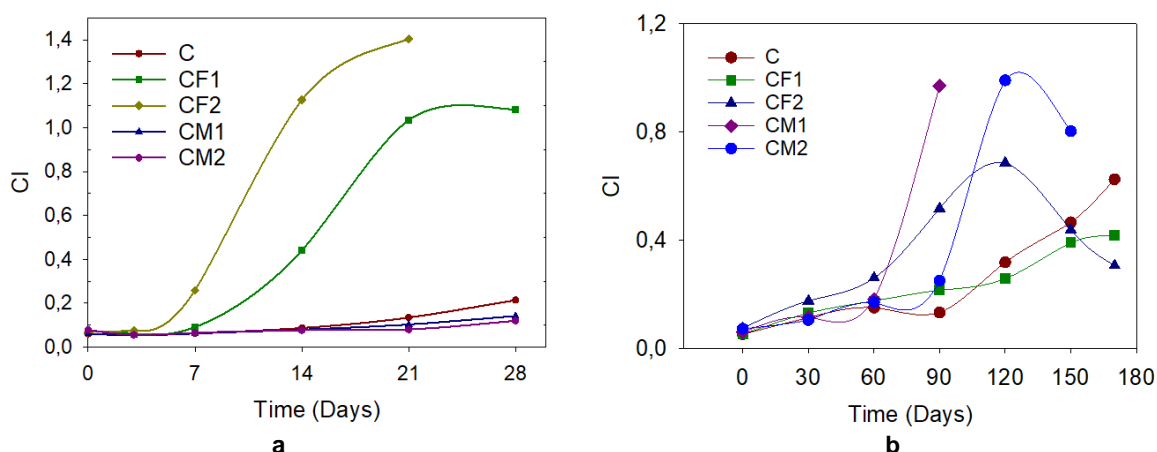 1,4
1,2
1,0
0,8
0,6
0,4
0,2
0,0
CI
C
CF1
CF2
CM1
CM2
0 7 14 21 28
Time (Days)
a
1,2
0,8
0,4
0,0
CI
C
CF1
CF2
CM1
CM2
0 30 60 90 120 150 180
Time (Days)
b